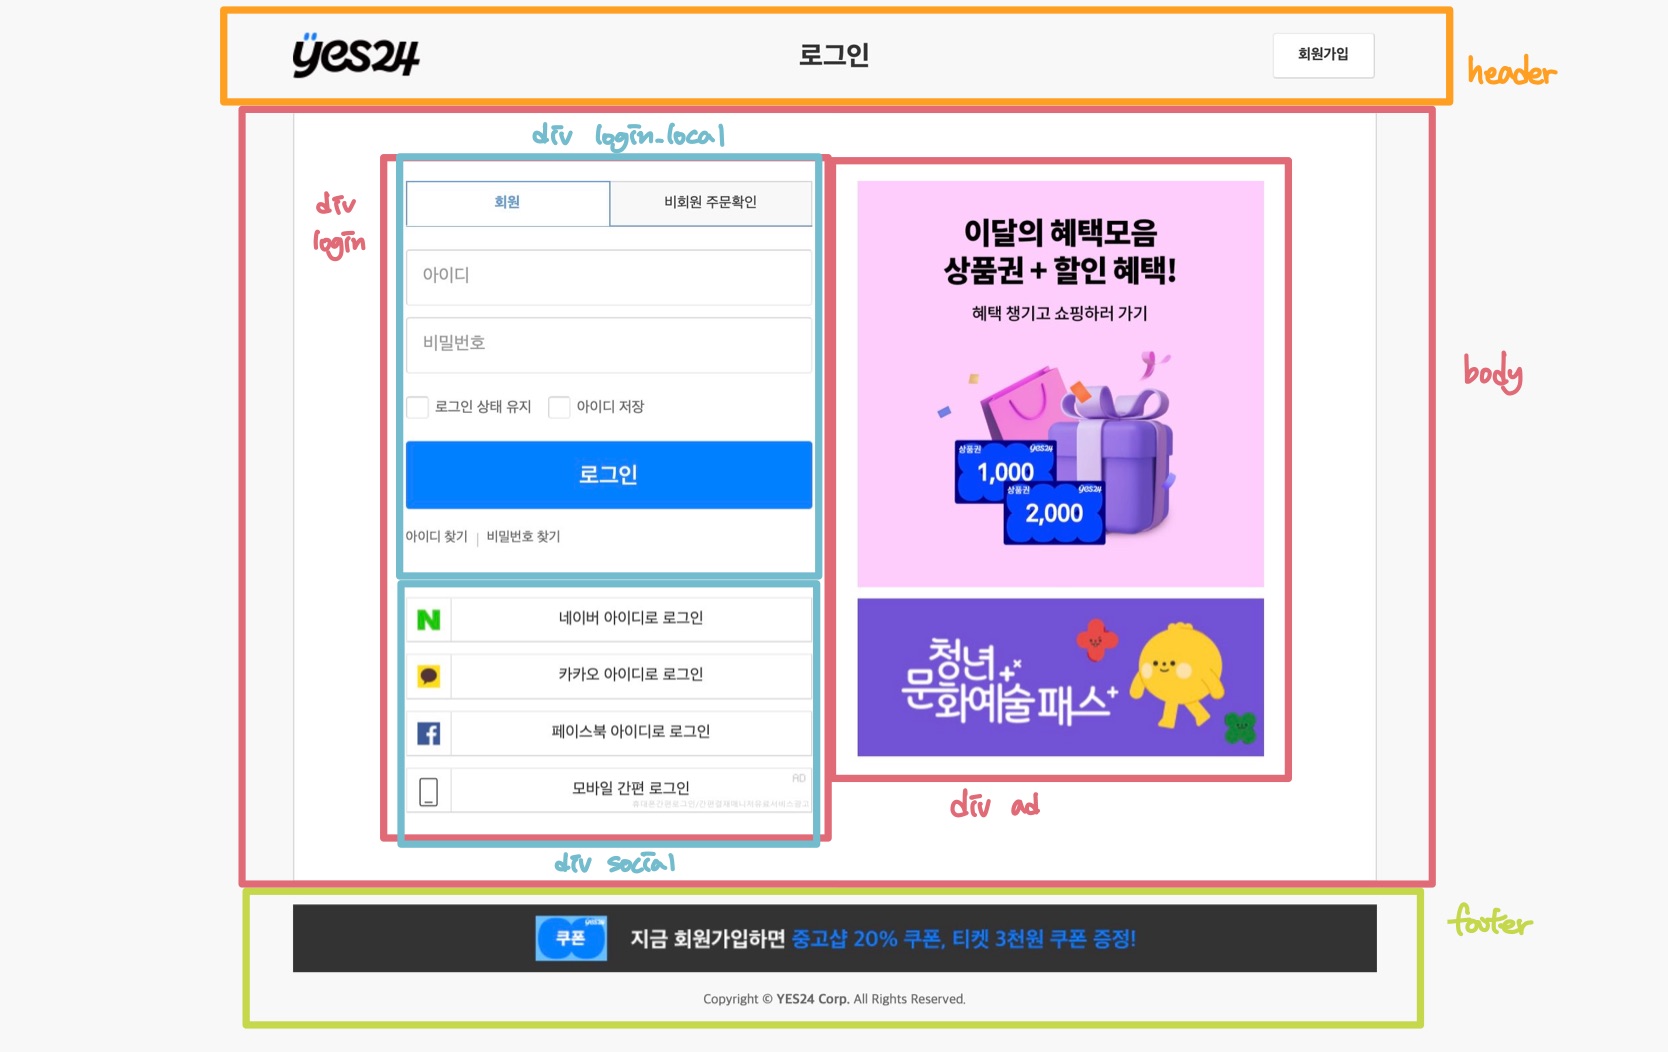 yes24
로그인
회원가입
header
div login-local
div
login
회원
비회원 주문확인
아이디
비밀번호
로그인 상태 유지
아이디 저장
로그인
아이디 찾기 | 비밀번호 찾기
네이버 아이디로 로그인
카카오 아이디로 로그인
페이스북 아이디로 로그인
AD
모바일 간편 로그인
div social
이달의 혜택모음
상품권 + 할인 혜택!
혜택 챙기고 쇼핑하러 가기
상품권 yes24
1,000
상품권 yes24
2,000
청년
문화예술패스
div ad
body
yes24
쿠폰
지금 회원가입하면 중고샵 20% 쿠폰, 티켓 3천원 쿠폰 증정!
Copyright © YES24 Corp. All Rights Reserved.
footer